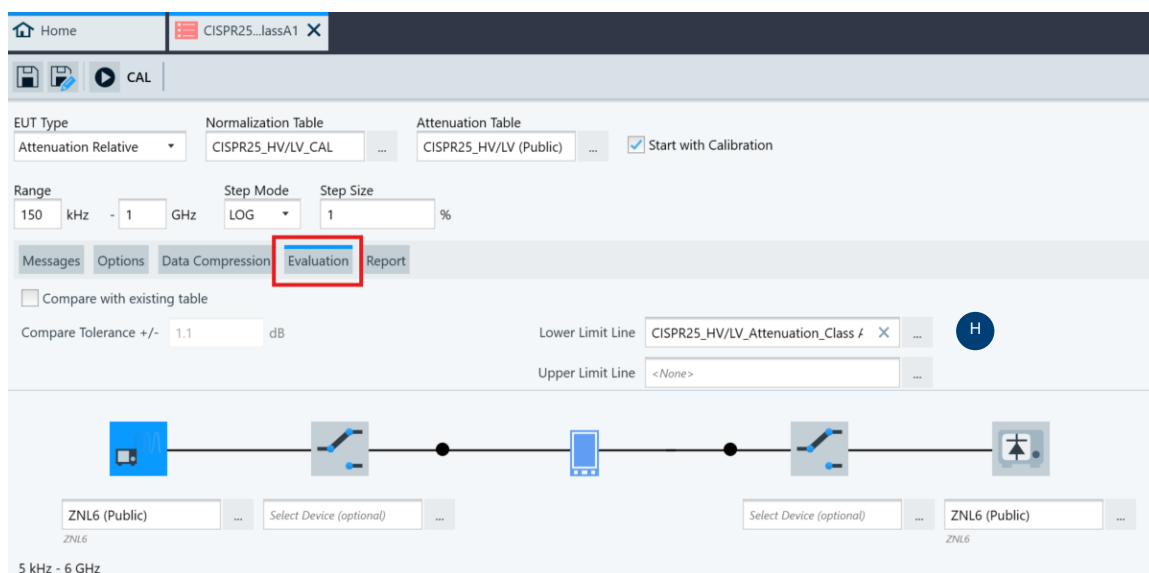 Home CISPR25...lassA1
CAL
EUT Type Normalization Table Attenuation Table
Attenuation Relative CISPR25_HV/LV_CAL ... CISPR25_HV/LV (Public) ... Start with Calibration
Range Step Mode Step Size
150 kHz - 1 GHz LOG 1 %
Messages Options Data Compression Evaluation Report
Compare with existing table
Compare Tolerance +/- 1.1 dB Lower Limit Line CISPR25_HV/LV_Attenuation_Class ... H
Upper Limit Line <None> ...
ZNL6 (Public) ... Select Device (optional) ... Select Device (optional) ... ZNL6 (Public) ...
ZNL6 ZNL6
5 kHz - 6 GHz